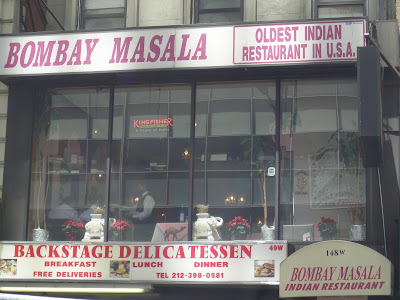 BOMBAY MASALA
OLDEST INDIAN
RESTAURANT IN U.S.A.
KINGFISHER
BACKSTAGE DELICATESSEN
49W
BREAKFAST LUNCH DINNER
FREE DELIVERIES
TEL 212-398-0581
148W
BOMBAY MASALA
INDIAN RESTAURANT